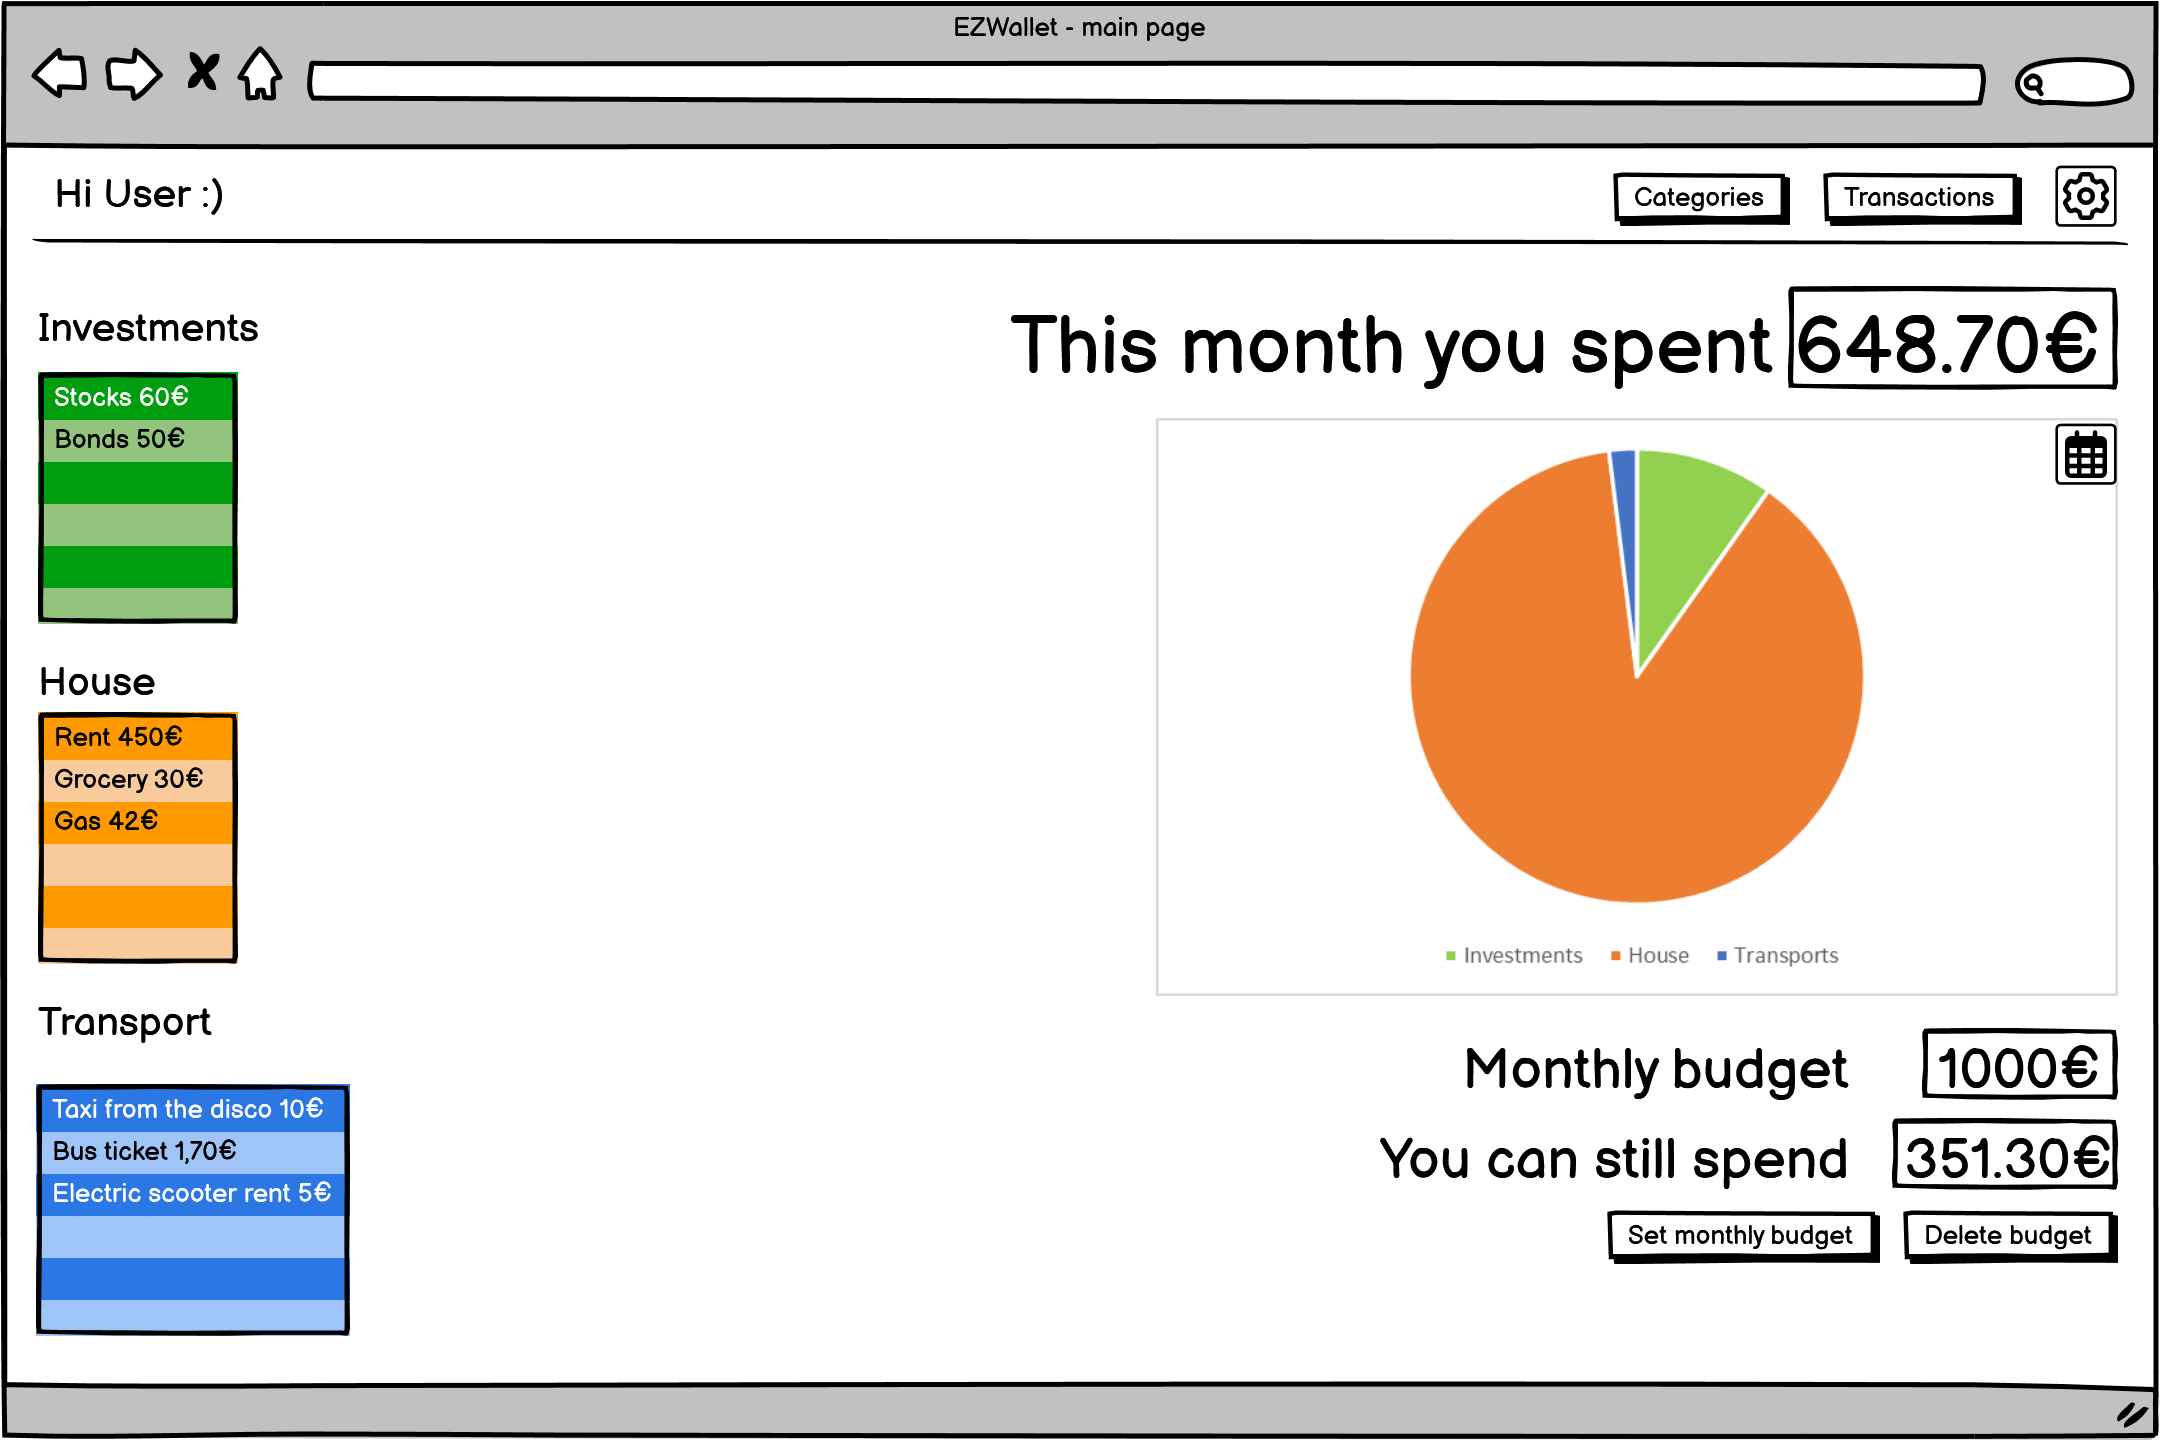 EZWallet - main page
Hi User :)
Categories
Transactions
Investments
Stocks 60€
Bonds 50€
House
Rent 450€
Grocery 30€
Gas 42€
Transport
Taxi from the disco 10€
Bus ticket 1,70€
Electric scooter rent 5€
This month you spent 648.70€
Investments House Transports
Monthly budget 1000€
You can still spend 351.30€
Set monthly budget
Delete budget